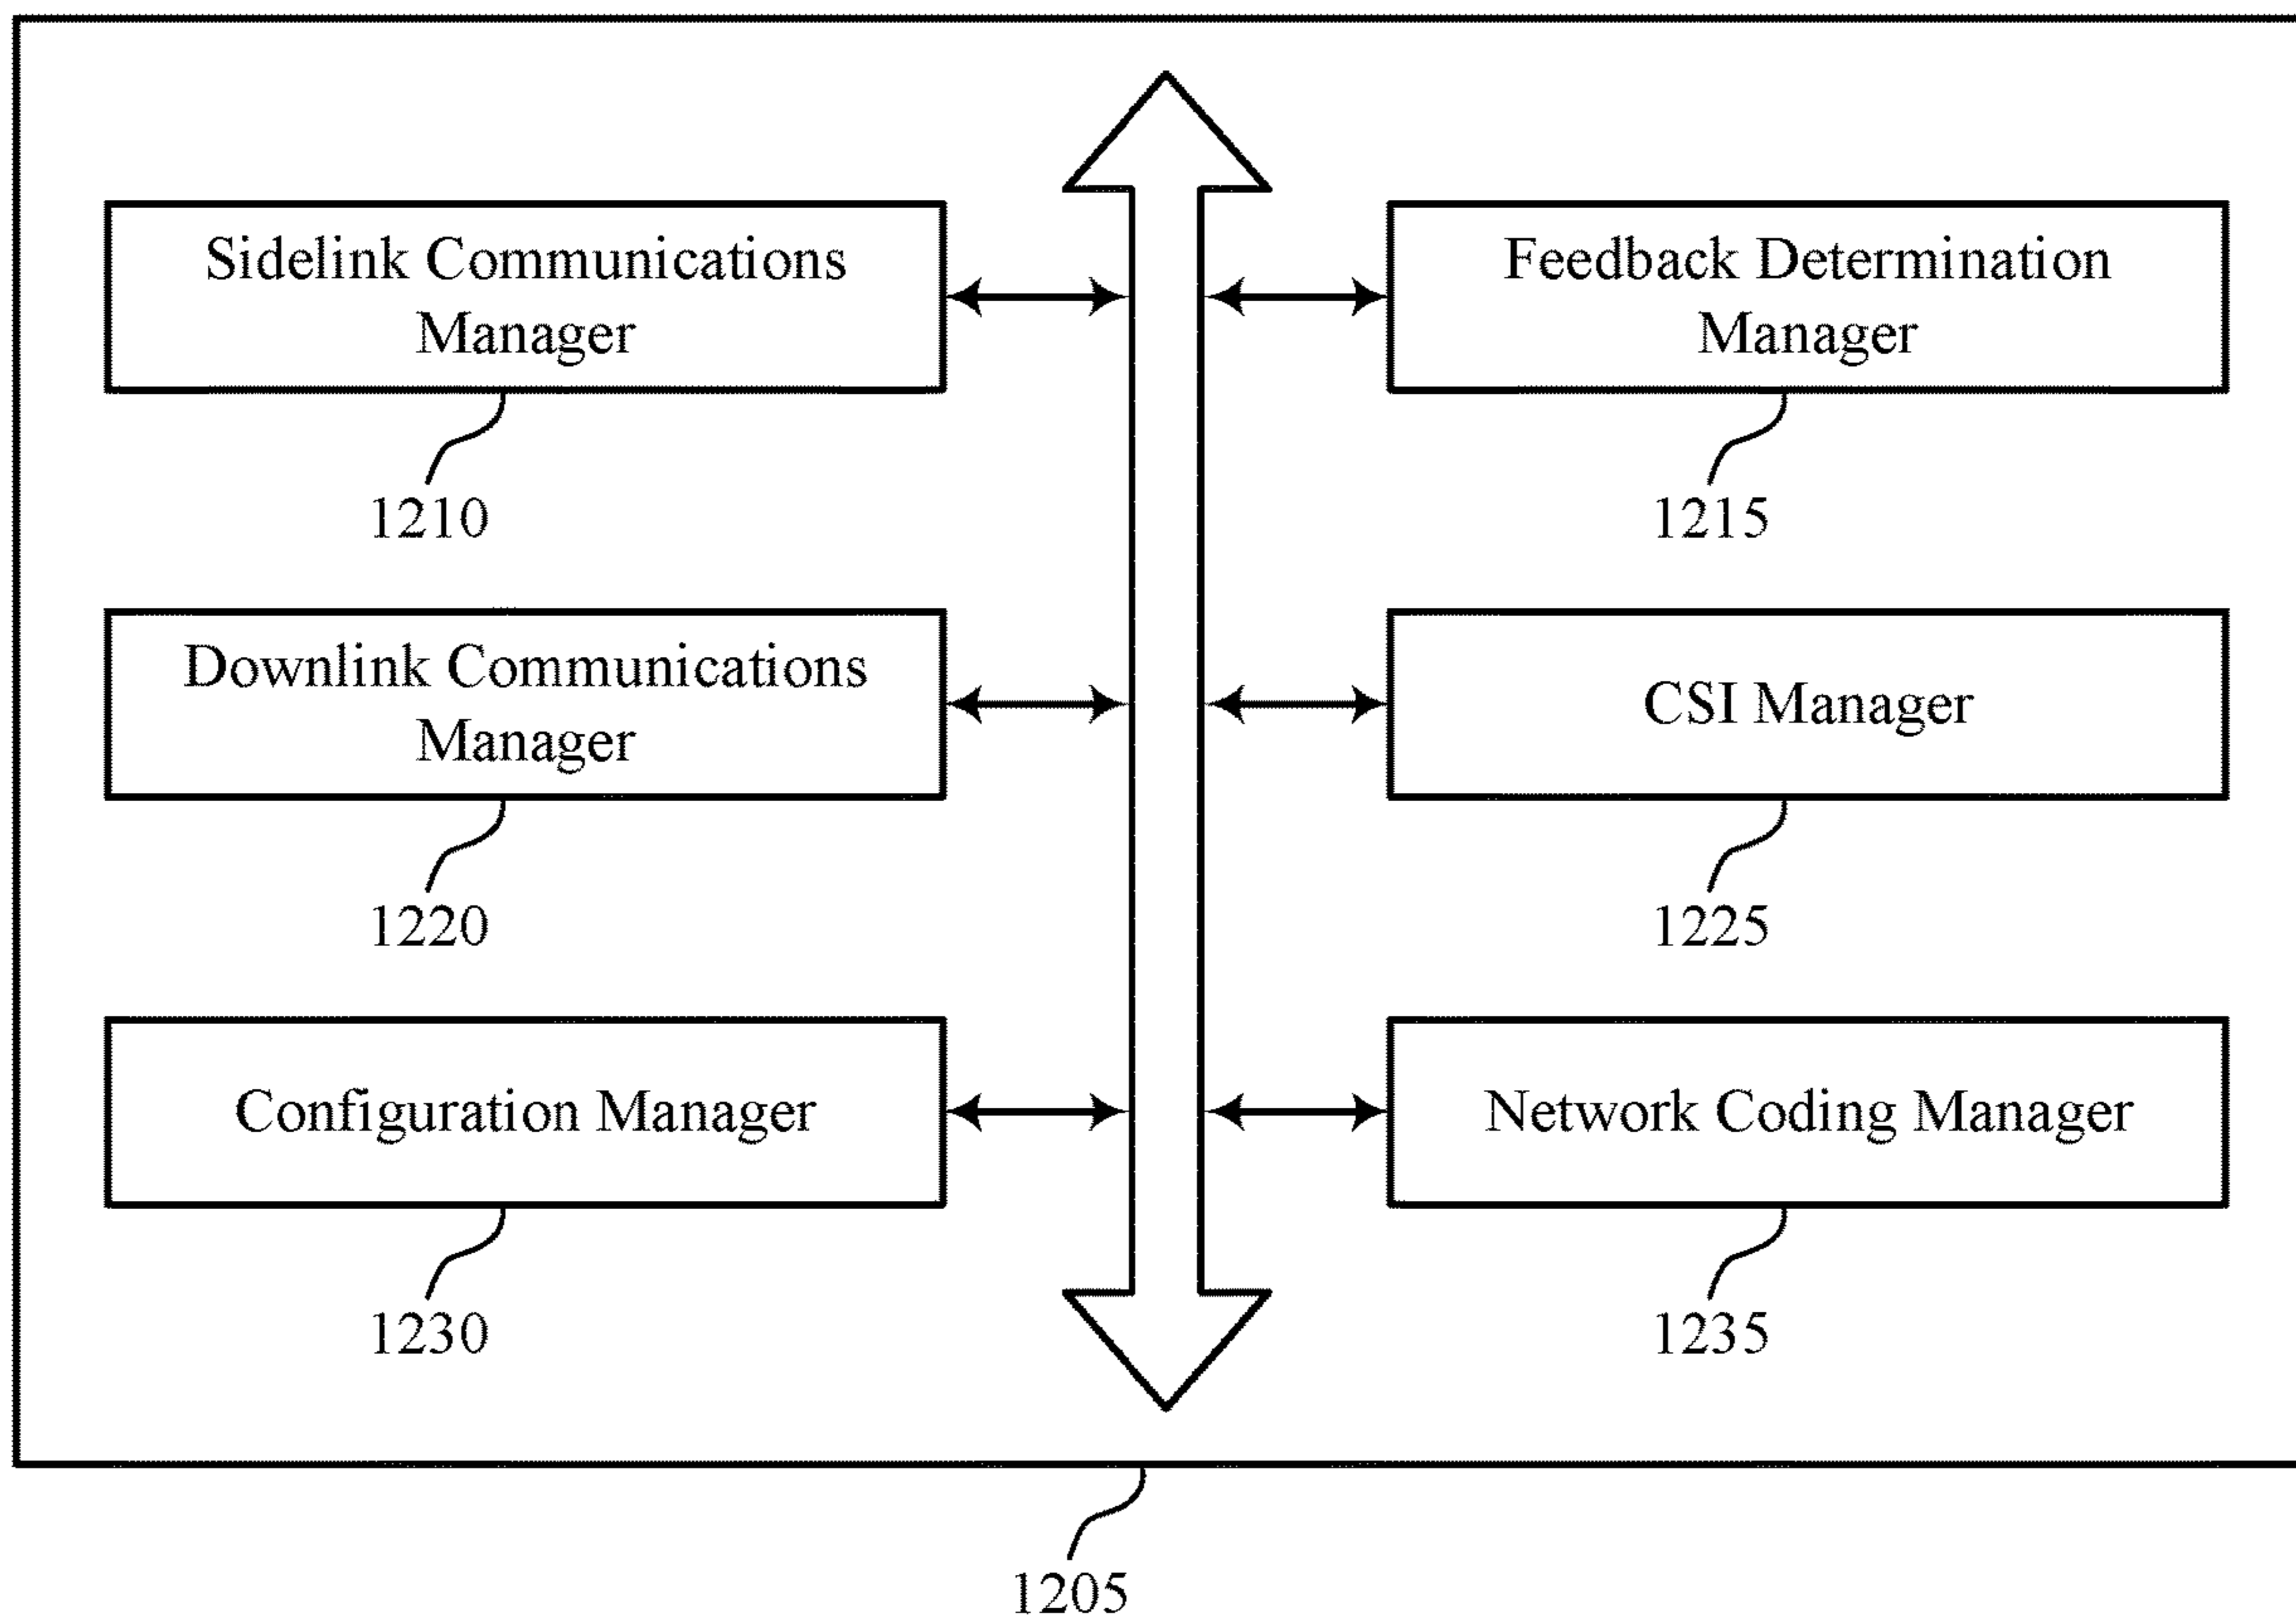 Sidelink Communications
Manager
1210
Feedback Determination
Manager
1215
Downlink Communications
Manager
1220
CSI Manager
1225
Configuration Manager
1230
Network Coding Manager
1235
1205